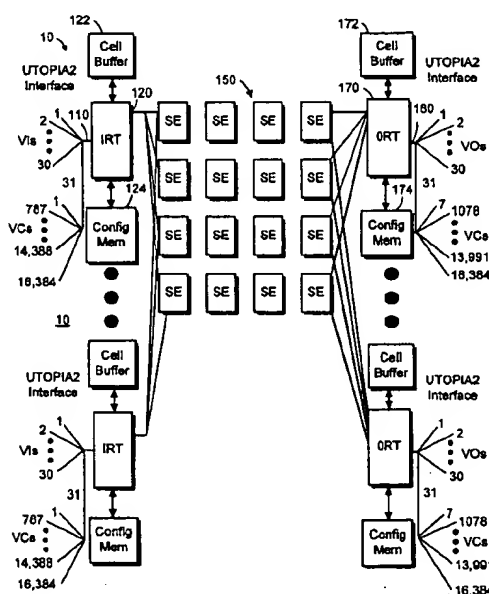 10
122
Cell
Buffer
UTOPIA2
Interface
120
110
1
2
VIs
30
IRT
31
124
Config
Mem
767
1
VCs
14,388
16,384
10
150
SE SE SE SE
SE SE SE SE
SE SE SE SE
SE SE SE SE
172
Cell
Buffer
UTOPIA2
Interface
170
180
0RT
1
2
VOs
30
31
174
Config
Mem
7
1078
VCs
13,991
16,384
Cell
Buffer
UTOPIA2
Interface
1
2
VIs
30
IRT
31
767
1
VCs
14,388
16,384
Config
Mem
Cell
Buffer
UTOPIA2
Interface
0RT
1
2
VOs
30
31
Config
Mem
7
1078
VCs
13,991
16,384